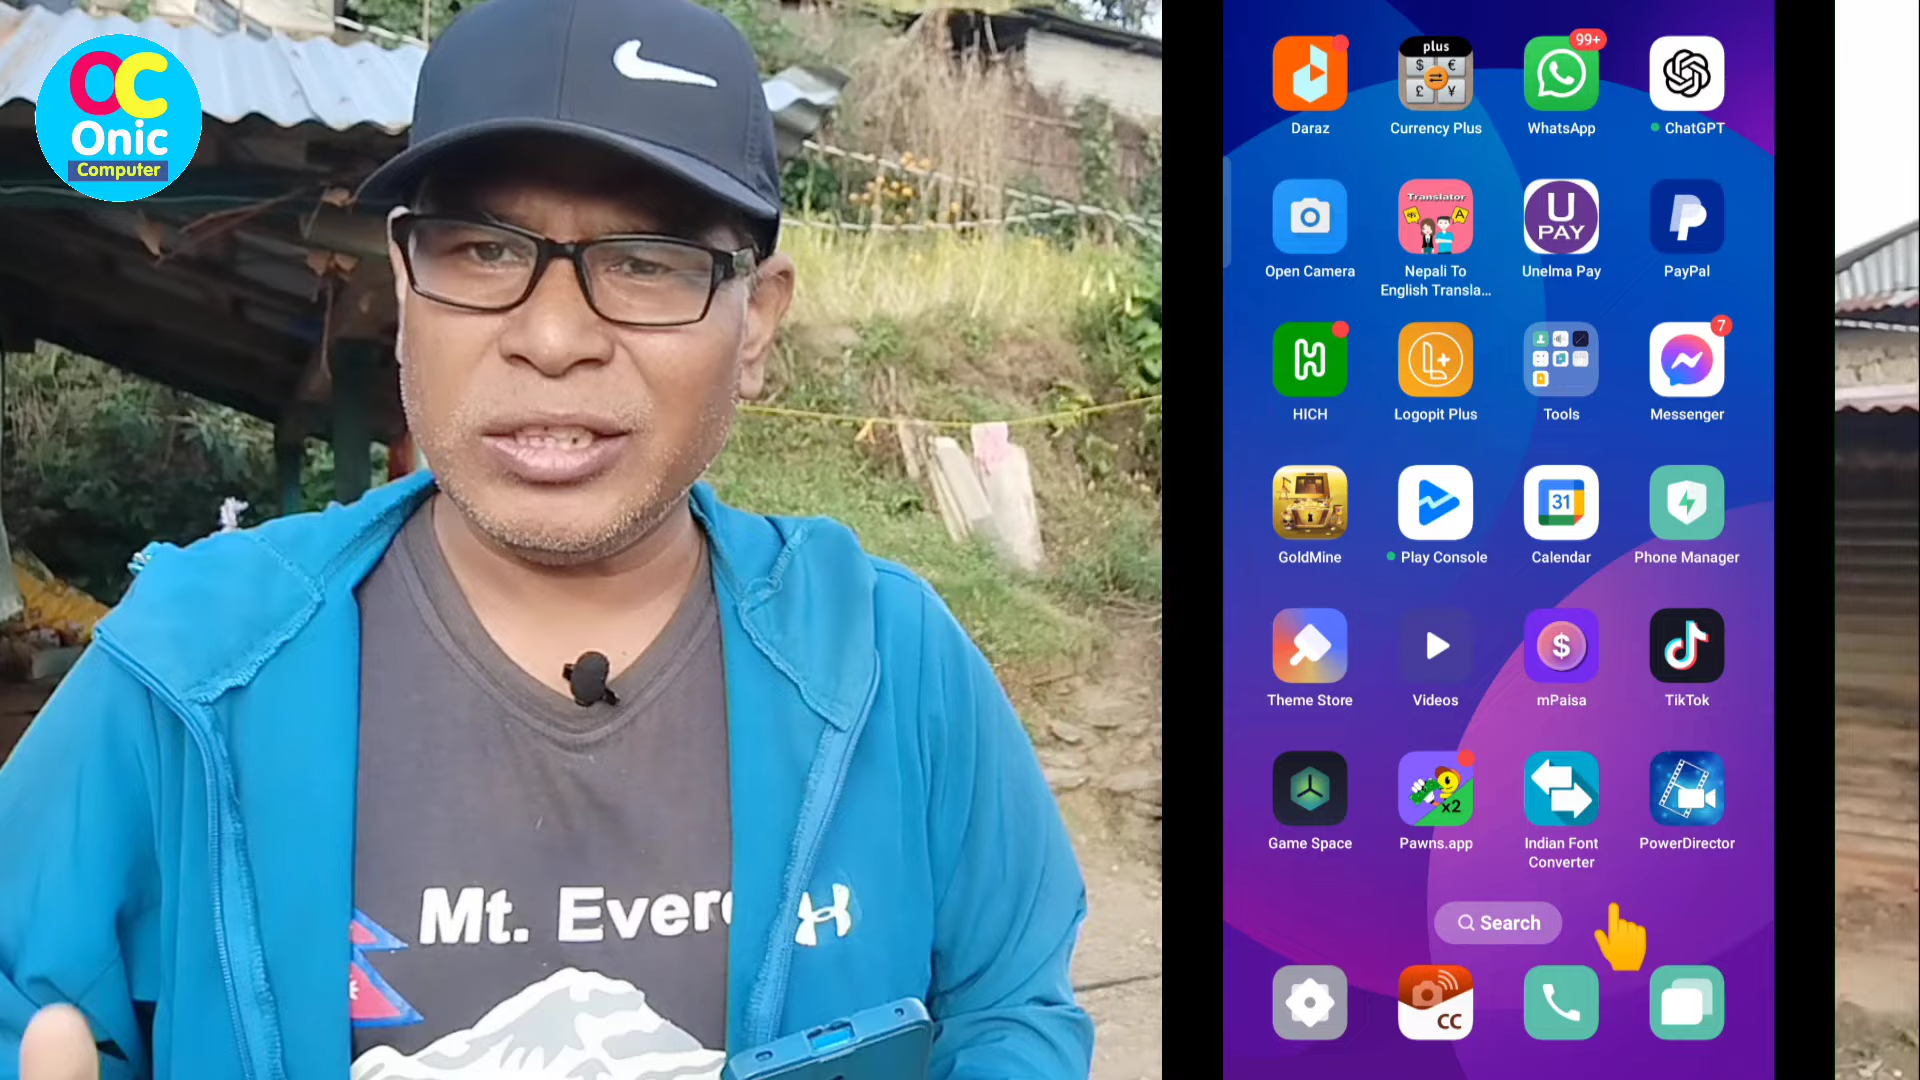 OC
Onic
Computer
Mt. Evere
plus
$ €
£ ¥
99+
Daraz
Currency Plus
WhatsApp
ChatGPT
Translator
A
U
PAY
Open Camera
Nepali To
English Transla...
Unelma Pay
PayPal
7
HICH
Logopit Plus
Tools
Messenger
31
GoldMine
Play Console
Calendar
Phone Manager
$
Theme Store
Videos
mPaisa
TikTok
x2
Game Space
Pawns.app
Indian Font
Converter
PowerDirector
Search
CC